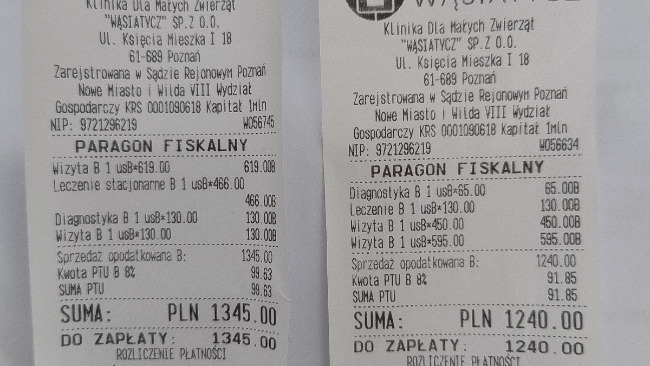 Klinika Dla Małych Zwierząt
"WĄSIATYCZ" SP.Z O.O.
Ul. Księcia Mieszka I 18
61-689 Poznań
Zarejestrowana w Sądzie Rejonowym Poznań
Nowe Miasto i Wilda VIII Wydział
Gospodarczy KRS 0001090618 Kapitał 1mln
NIP: 9721296219 W056745
PARAGON FISKALNY
Wizyta B 1 usB*619.00 619.00B
Leczenie stacjonarne B 1 usB*466.00
466.00B
Diagnostyka B 1 usB*130.00 130.00B
Wizyta B 1 usB*130.00 130.00B
Sprzedaż opodatkowana B: 1345.00
Kwota PTU B 8% 99.63
SUMA PTU 99.63
SUMA: PLN 1345.00
DO ZAPŁATY: 1345.00
ROZLICZENIE PŁATNOŚCI
WĄSIATYCZ
Klinika Dla Małych Zwierząt
"WĄSIATYCZ" SP.Z O.O.
Ul. Księcia Mieszka I 18
61-689 Poznań
Zarejestrowana w Sądzie Rejonowym Poznań
Nowe Miasto i Wilda VIII Wydział
Gospodarczy KRS 0001090618 Kapitał 1mln
NIP: 9721296219 W056634
PARAGON FISKALNY
Diagnostyka B 1 usB*65.00 65.00B
Leczenie B 1 usB*130.00 130.00B
Wizyta B 1 usB*450.00 450.00B
Wizyta B 1 usB*595.00 595.00B
Sprzedaż opodatkowana B: 1240.00
Kwota PTU B 8% 91.85
SUMA PTU 91.85
SUMA: PLN 1240.00
DO ZAPŁATY: 1240.00
ROZLICZENIE PŁATNOŚCI